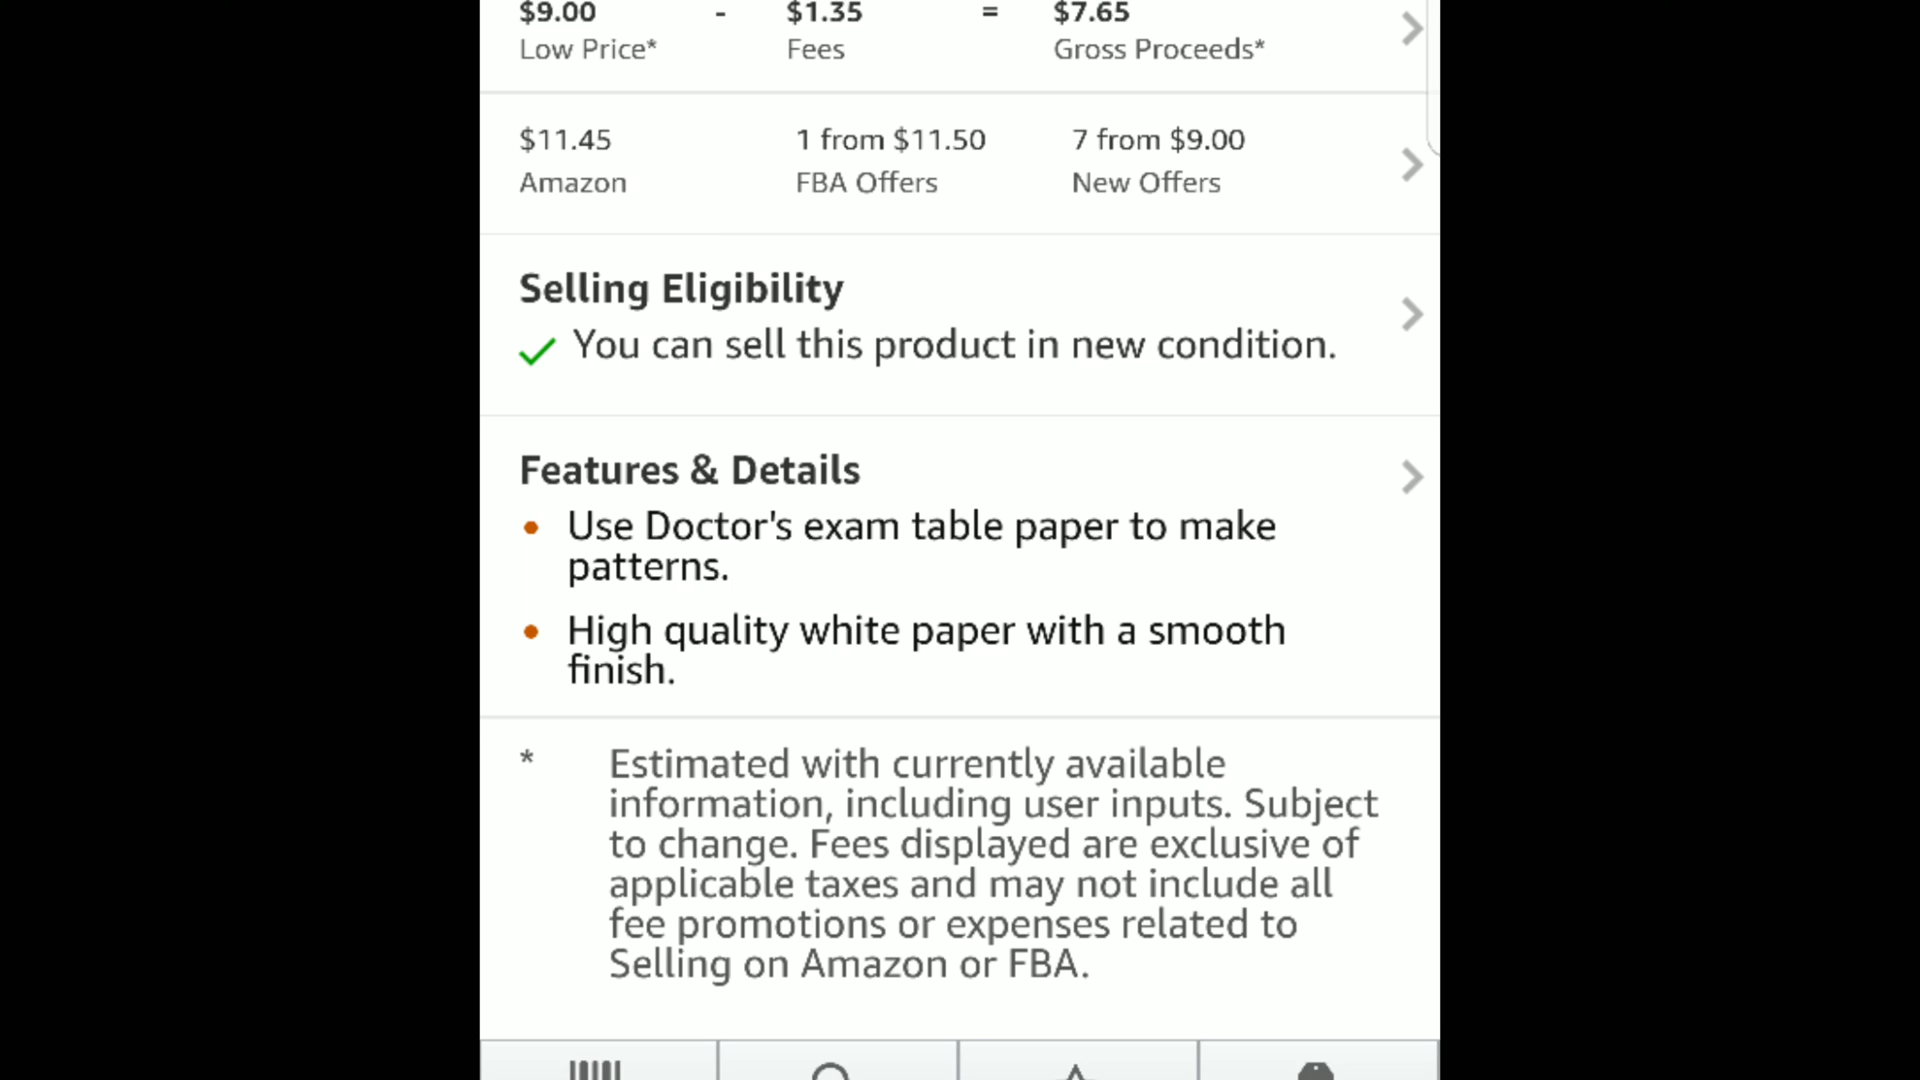 $9.00 - $1.35 = $7.65
Low Price* Fees Gross Proceeds*
$11.45 1 from $11.50 7 from $9.00
Amazon FBA Offers New Offers
Selling Eligibility
You can sell this product in new condition.
Features & Details
• Use Doctor's exam table paper to make
patterns.
• High quality white paper with a smooth
finish.
* Estimated with currently available
information, including user inputs. Subject
to change. Fees displayed are exclusive of
applicable taxes and may not include all
fee promotions or expenses related to
Selling on Amazon or FBA.